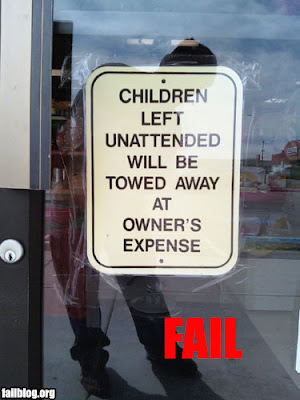 CHILDREN
LEFT
UNATTENDED
WILL BE
TOWED AWAY
AT
OWNER'S
EXPENSE
FAIL
failblog.org